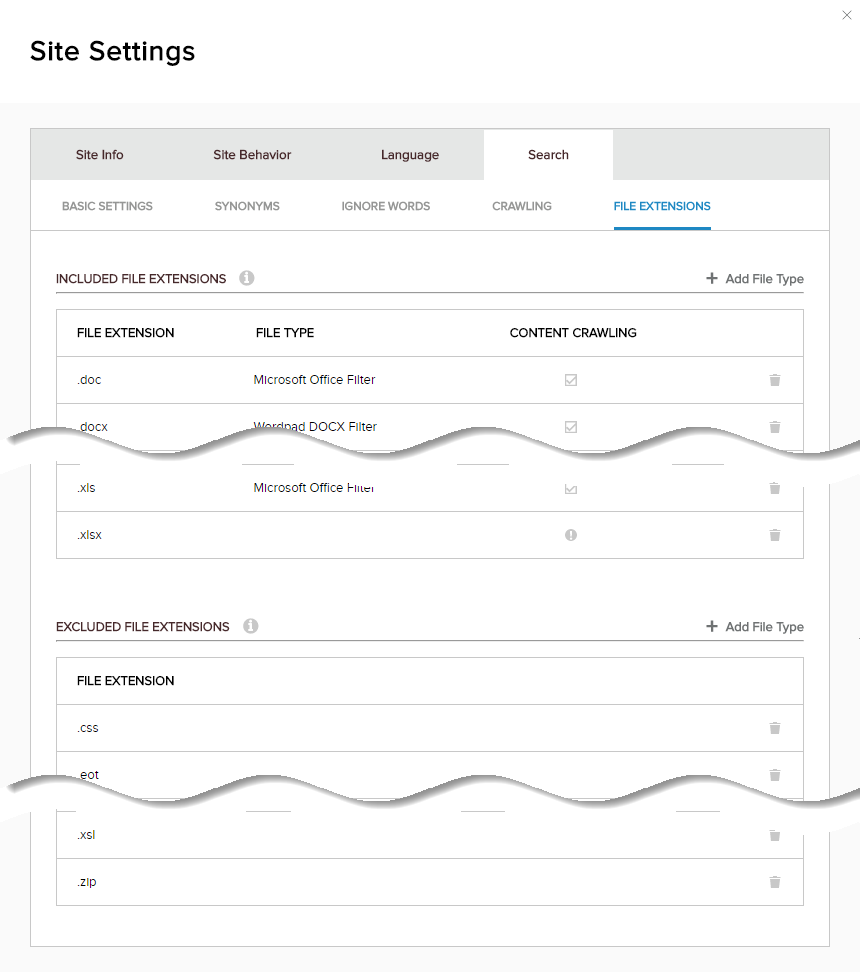 Site Settings
Site Info Site Behavior Language Search
BASIC SETTINGS SYNONYMS IGNORE WORDS CRAWLING FILE EXTENSIONS
INCLUDED FILE EXTENSIONS + Add File Type
FILE EXTENSION FILE TYPE CONTENT CRAWLING
.doc Microsoft Office Filter
.docx Wordpad DOCX Filter
.xls Microsoft Office Filter
.xlsx
EXCLUDED FILE EXTENSIONS + Add File Type
FILE EXTENSION
.css
.eot
.xsl
.zip